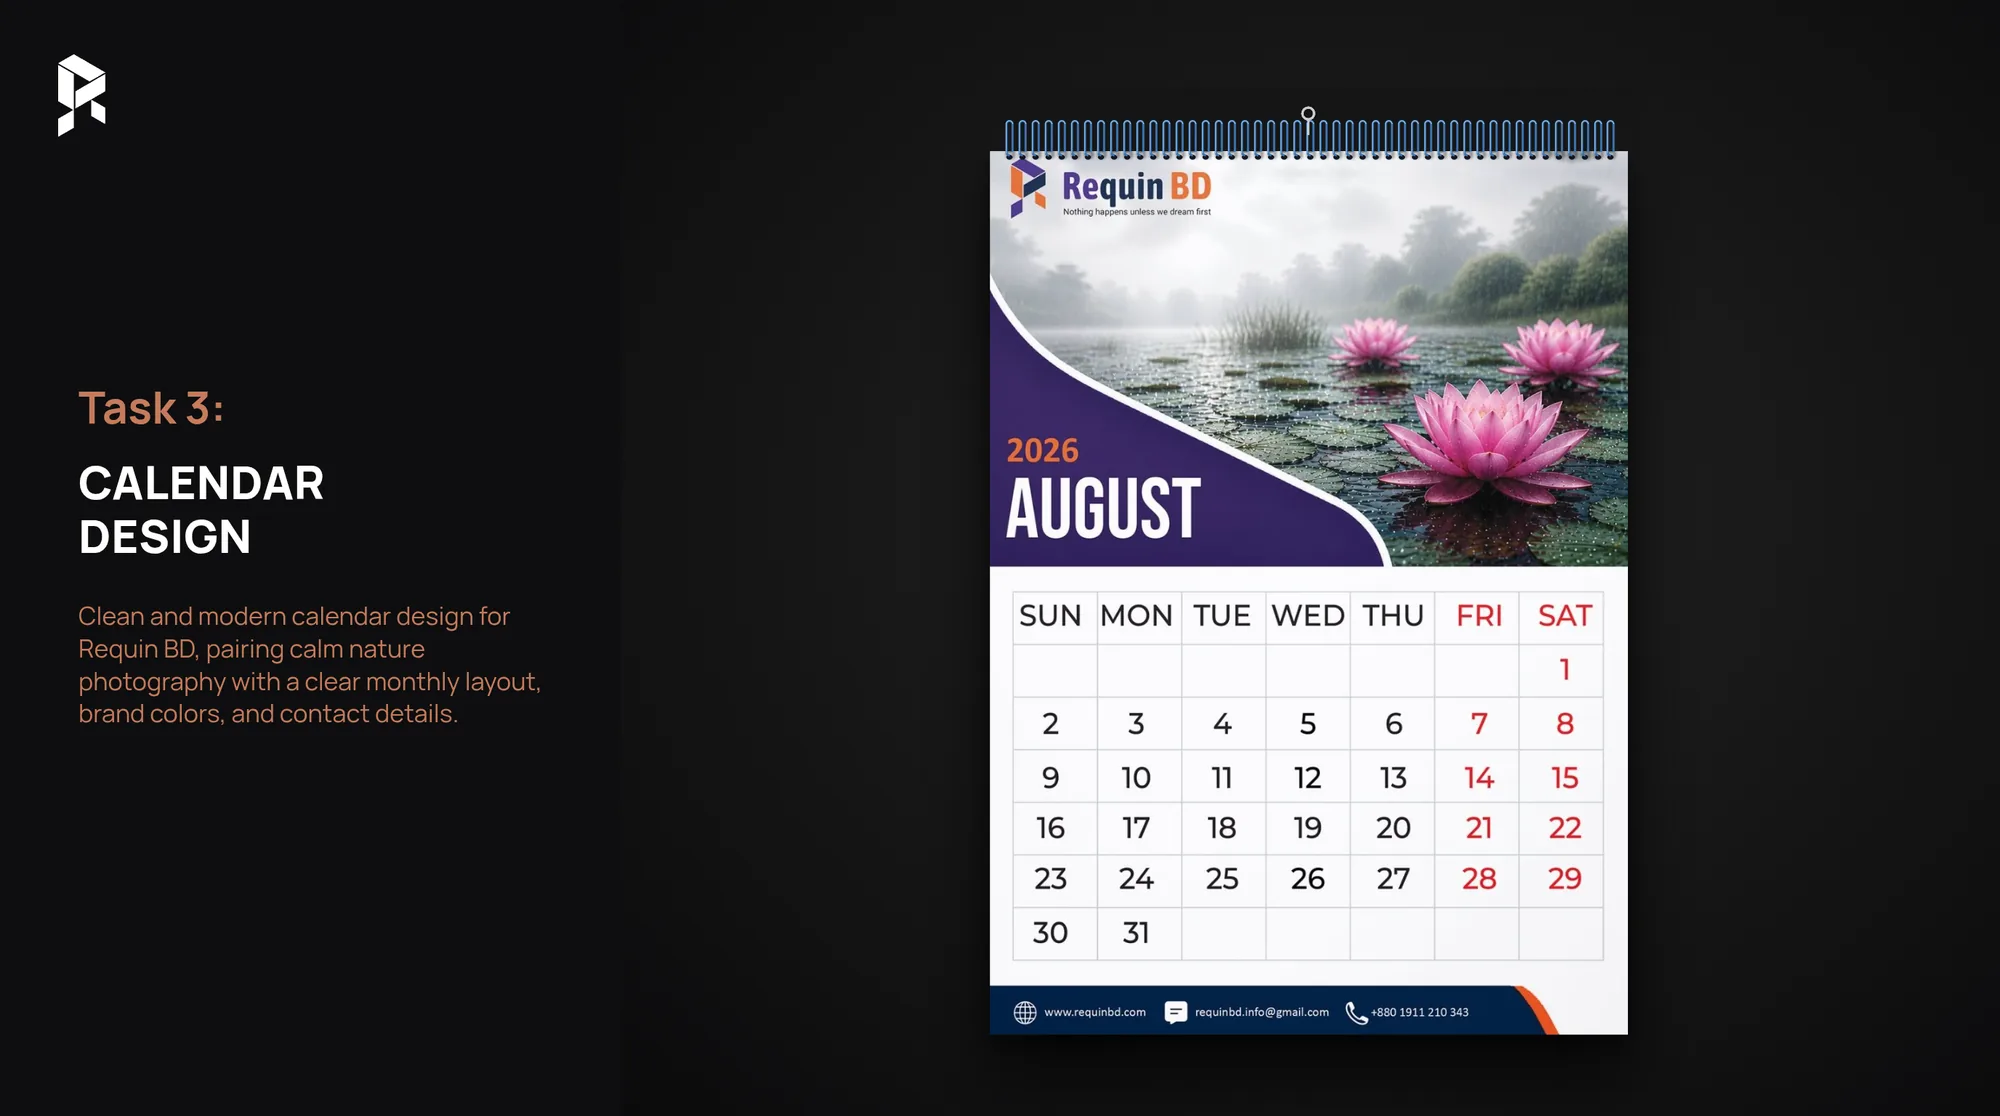 Task 3:
CALENDAR
DESIGN
Clean and modern calendar design for
Requin BD, pairing calm nature
photography with a clear monthly layout,
brand colors, and contact details.
Requin BD
Nothing happens unless we dream first
2026
AUGUST
SUN MON TUE WED THU FRI SAT
1
2 3 4 5 6 7 8
9 10 11 12 13 14 15
16 17 18 19 20 21 22
23 24 25 26 27 28 29
30 31
www.requinbd.com requinbd.info@gmail.com +880 1911 210 343